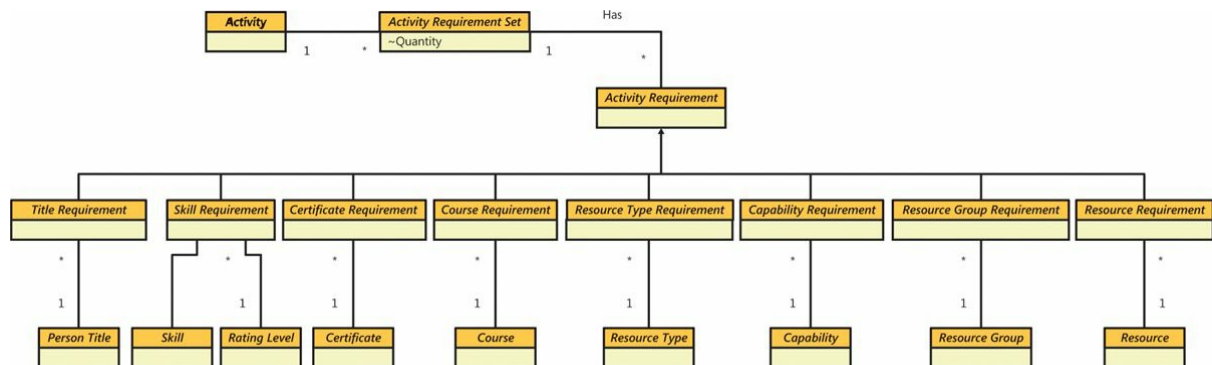 Has
Activity Activity Requirement Set
~Quantity
1 * 1 *
Activity Requirement
Title Requirement Skill Requirement Certificate Requirement Course Requirement Resource Type Requirement Capability Requirement Resource Group Requirement Resource Requirement
* * * * * * * *
1 1 1 1 1 1 1 1
Person Title Skill Rating Level Certificate Course Resource Type Capability Resource Group Resource